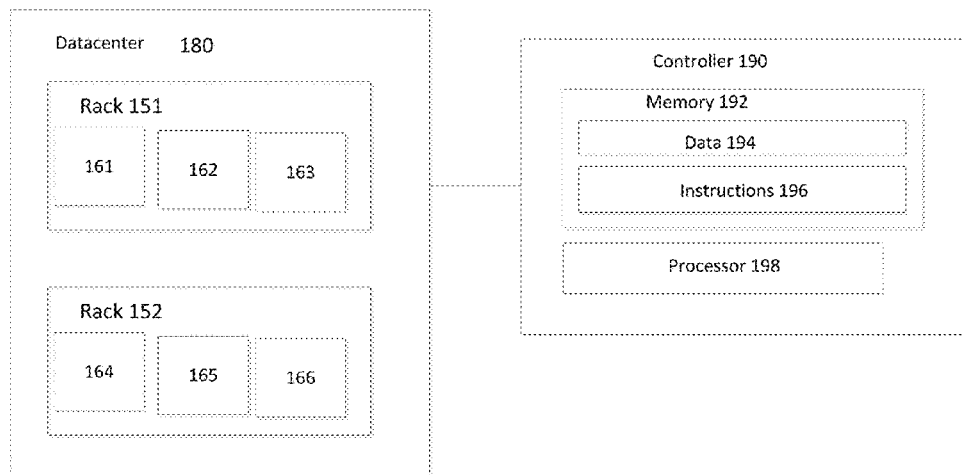 Datacenter 180
Rack 151
161 162 163
Rack 152
164 165 166
Controller 190
Memory 192
Data 194
Instructions 196
Processor 198